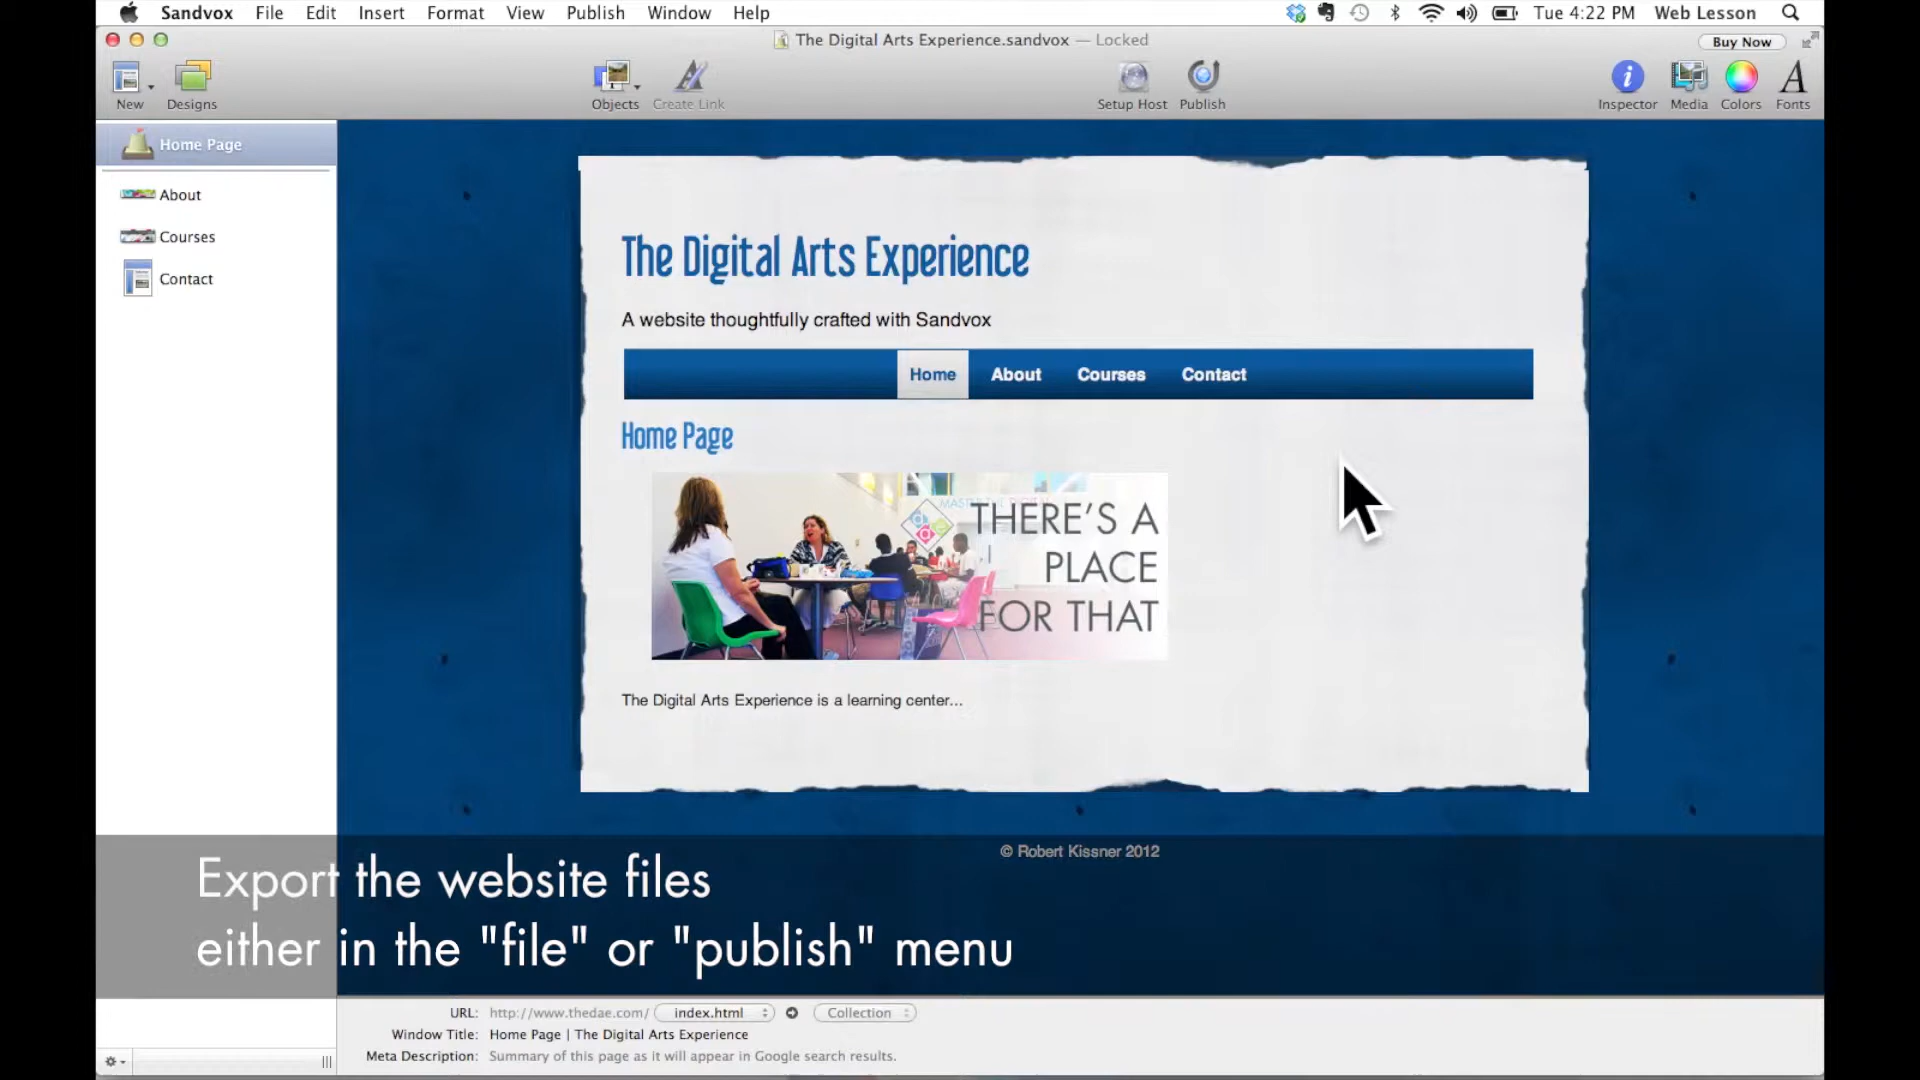 Sandvox File Edit Insert Format View Publish Window Help Tue 4:22 PM Web Lesson
The Digital Arts Experience.sandvox — Locked
Buy Now
New Designs Objects Create Link Setup Host Publish Inspector Media Colors Fonts
Home Page
About
Courses
Contact
The Digital Arts Experience
A website thoughtfully crafted with Sandvox
Home About Courses Contact
Home Page
THERE'S A
PLACE
FOR THAT
The Digital Arts Experience is a learning center...
© Robert Kissner 2012
Export the website files
either in the "file" or "publish" menu
URL: http://www.thedae.com/ index.html Collection
Window Title: Home Page | The Digital Arts Experience
Meta Description: Summary of this page as it will appear in Google search results.